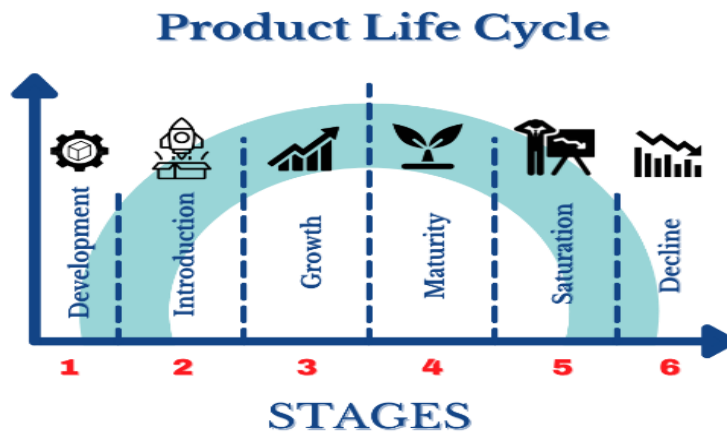 Product Life Cycle
Development
Introduction
Growth
Maturity
Saturation
Decline
1 2 3 4 5 6
STAGES